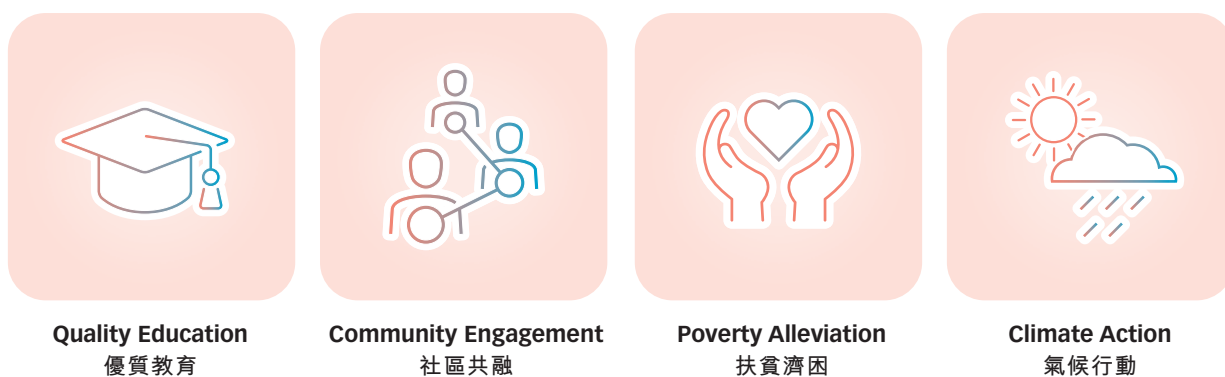 Quality Education
優質教育
Community Engagement
社區共融
Poverty Alleviation
扶貧濟困
Climate Action
氣候行動